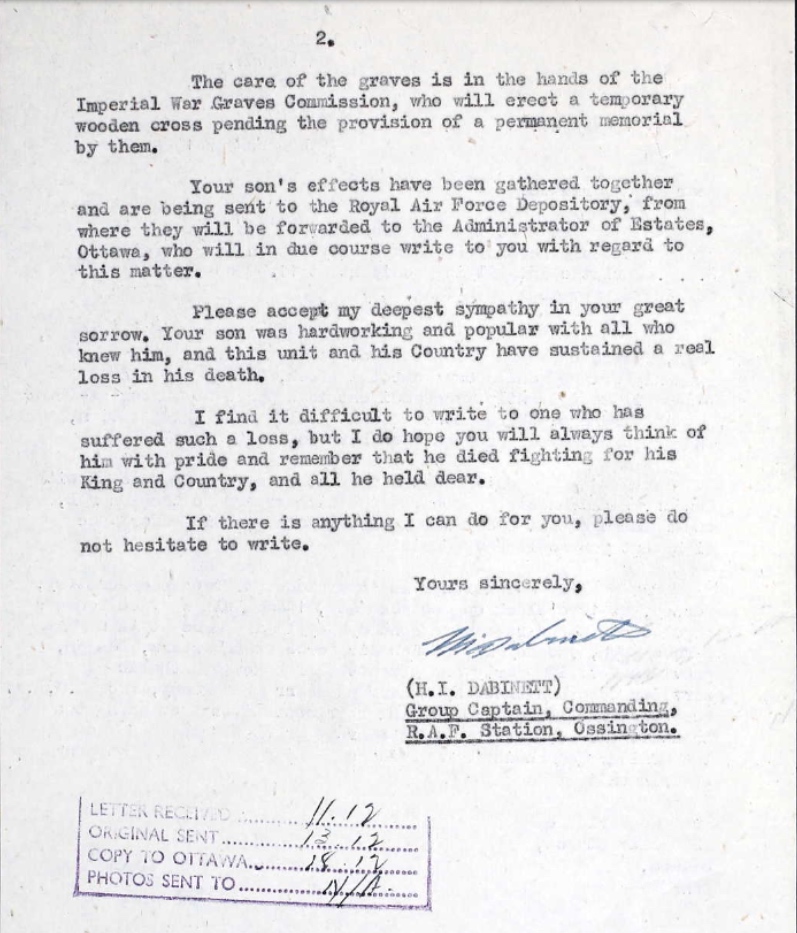 2.
The care of the graves is in the hands of the
Imperial War Graves Commission, who will erect a temporary
wooden cross pending the provision of a permanent memorial
by them.
Your son's effects have been gathered together
and are being sent to the Royal Air Force Depository, from
where they will be forwarded to the Administrator of Estates,
Ottawa, who will in due course write to you with regard to
this matter.
Please accept my deepest sympathy in your great
sorrow. Your son was hardworking and popular with all who
knew him, and this unit and his Country have sustained a real
loss in his death.
I find it difficult to write to one who has
suffered such a loss, but I do hope you will always think of
him with pride and remember that he died fighting for his
King and Country, and all he held dear.
If there is anything I can do for you, please do
not hesitate to write.
Yours sincerely,
HIDabinett
(H.I. DABINETT)
Group Captain, Commanding,
R.A.F. Station, Ossington.
LETTER RECEIVED 11.12
ORIGINAL SENT 13.12
COPY TO OTTAWA 18.12
PHOTOS SENT TO N/A.